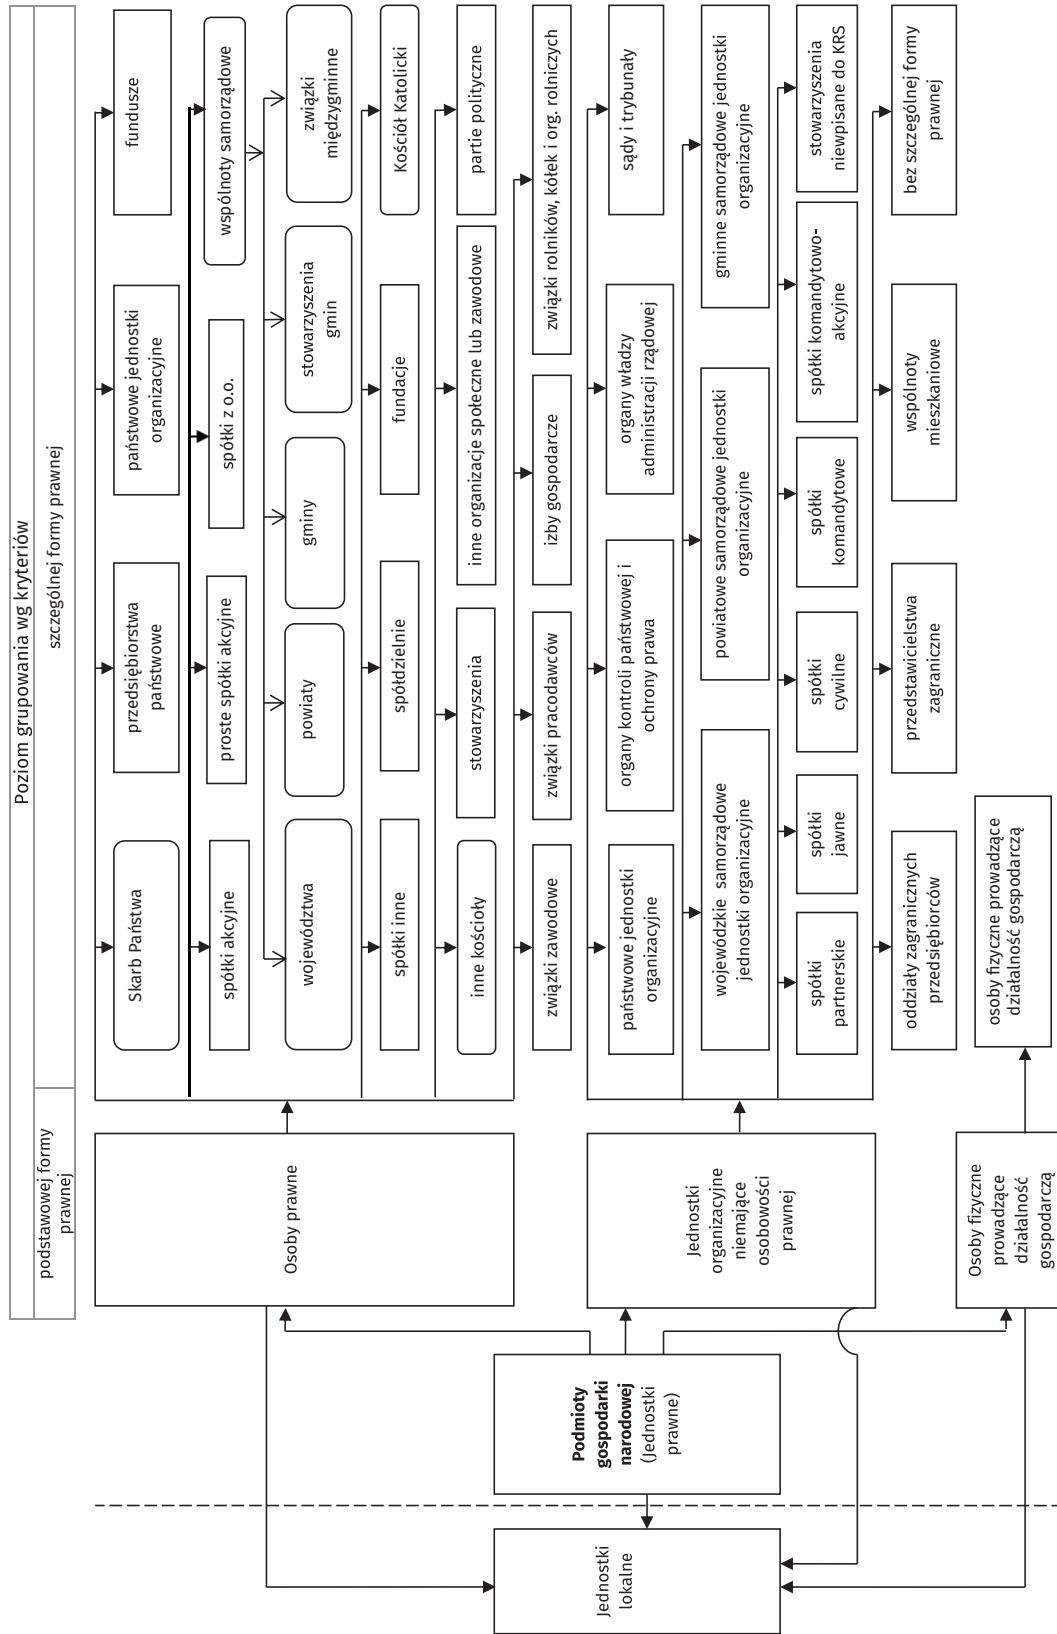 Poziom grupowania wg kryteriów
podstawowej formy
prawnej
szczególnej formy prawnej
Jednostki
lokalne
Podmioty
gospodarki
narodowej
(Jednostki
prawne)
Osoby prawne
Skarb Państwa
przedsiębiorstwa
państwowe
państwowe jednostki
organizacyjne
fundusze
spółki akcyjne
proste spółki akcyjne
spółki z o.o.
wspólnoty samorządowe
województwa
powiaty
gminy
stowarzyszenia
gmin
związki
międzygminne
spółki inne
spółdzielnie
fundacje
Kościół Katolicki
inne kościoły
stowarzyszenia
inne organizacje społeczne lub zawodowe
partie polityczne
związki zawodowe
związki pracodawców
izby gospodarcze
związki rolników, kółek i org. rolniczych
Jednostki
organizacyjne
niemające
osobowości
prawnej
państwowe jednostki
organizacyjne
organy kontroli państwowej i
ochrony prawa
organy władzy
administracji rządowej
sądy i trybunały
wojewódzkie samorządowe
jednostki organizacyjne
powiatowe samorządowe jednostki
organizacyjne
gminne samorządowe jednostki
organizacyjne
spółki
partnerskie
spółki
jawne
spółki
cywilne
spółki
komandytowe
spółki komandytowo-
akcyjne
stowarzyszenia
niewpisane do KRS
oddziały zagranicznych
przedsiębiorców
przedstawicielstwa
zagraniczne
wspólnoty
mieszkaniowe
bez szczególnej formy
prawnej
Osoby fizyczne
prowadzące
działalność
gospodarczą
osoby fizyczne prowadzące
działalność gospodarczą